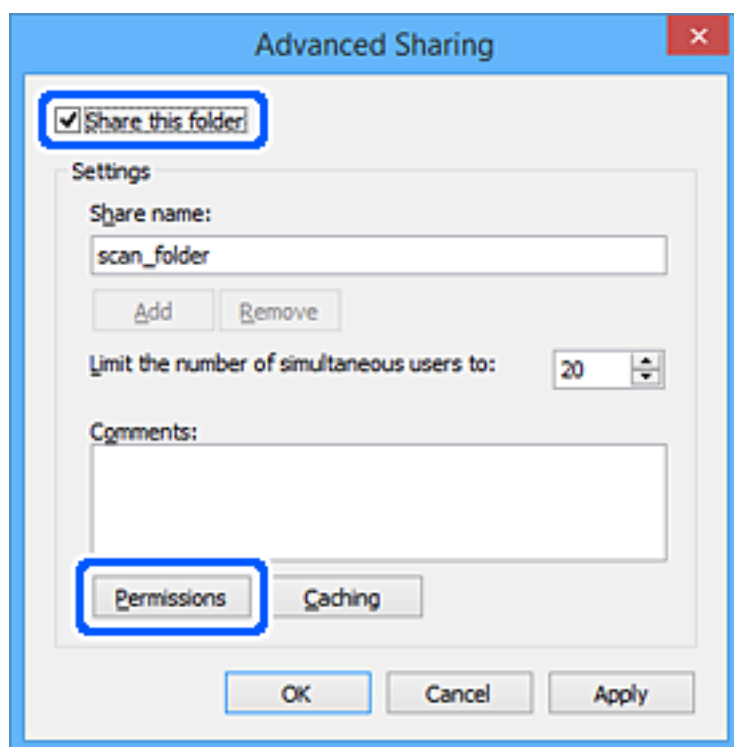 Advanced Sharing
Share this folder
Settings
Share name:
scan_folder
Add Remove
Limit the number of simultaneous users to: 20
Comments:
Permissions Caching
OK Cancel Apply